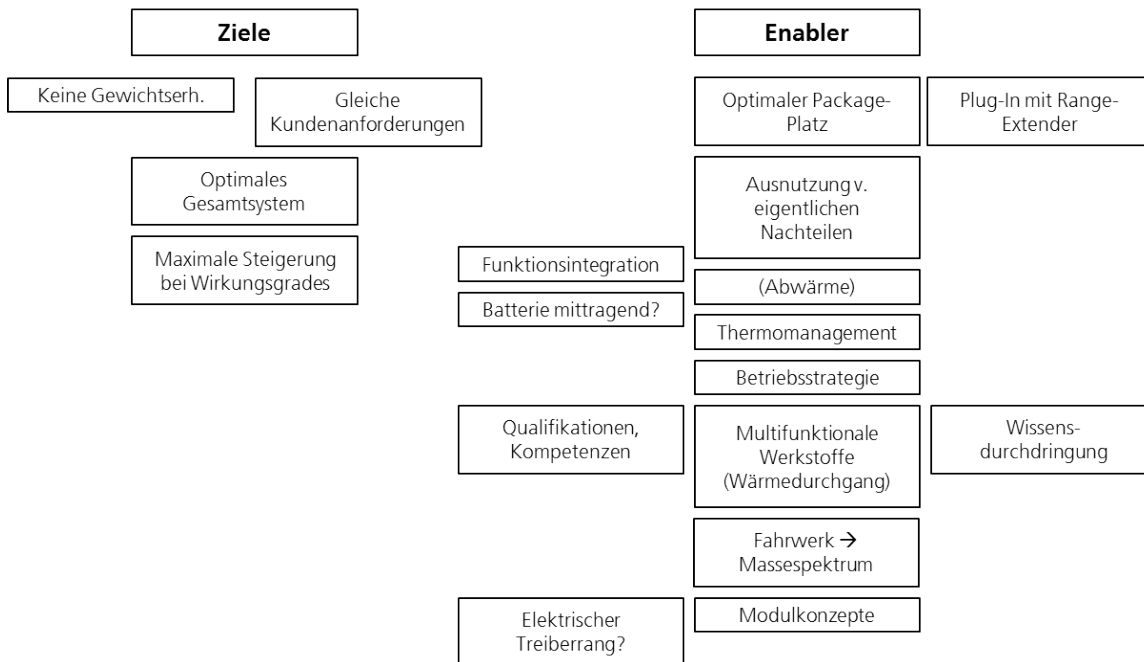 Ziele
Enabler
Keine Gewichtserh.
Gleiche
Kundenanforderungen
Optimales
Gesamtsystem
Maximale Steigerung
bei Wirkungsgrades
Optimaler Package-
Platz
Plug-In mit Range-
Extender
Ausnutzung v.
eigentlichen
Nachteilen
Funktionsintegration
(Abwärme)
Batterie mittragend?
Thermomanagement
Betriebsstrategie
Qualifikationen,
Kompetenzen
Multifunktionale
Werkstoffe
(Wärmedurchgang)
Wissens-
durchdringung
Fahrwerk →
Massespektrum
Elektrischer
Treiberrang?
Modulkonzepte